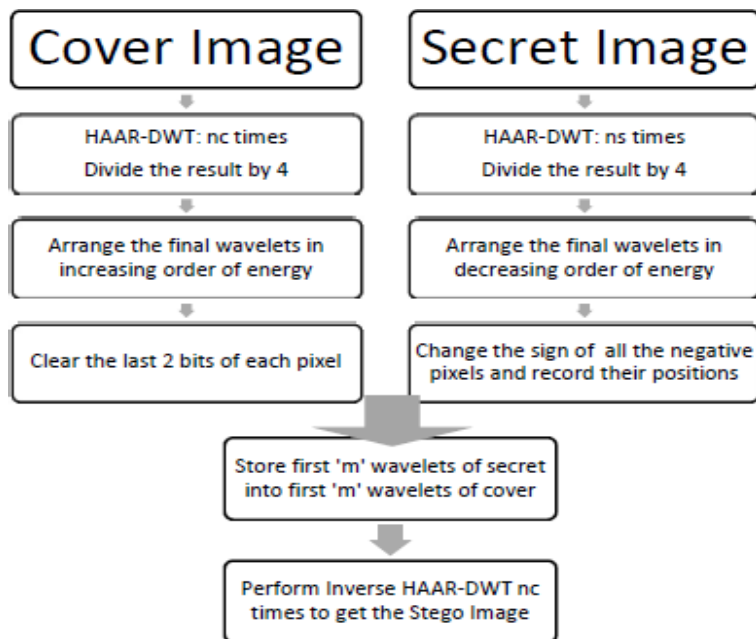 Cover Image
HAAR-DWT: nc times
Divide the result by 4
Arrange the final wavelets in
increasing order of energy
Clear the last 2 bits of each pixel
Secret Image
HAAR-DWT: ns times
Divide the result by 4
Arrange the final wavelets in
decreasing order of energy
Change the sign of all the negative
pixels and record their positions
Store first 'm' wavelets of secret
into first 'm' wavelets of cover
Perform Inverse HAAR-DWT nc
times to get the Stego Image